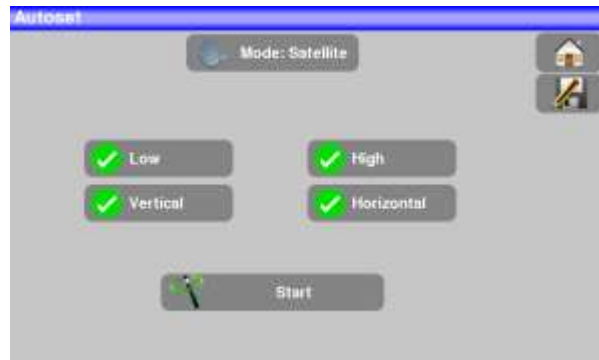 Autoset
Mode: Satellite
Low
High
Vertical
Horizontal
Start